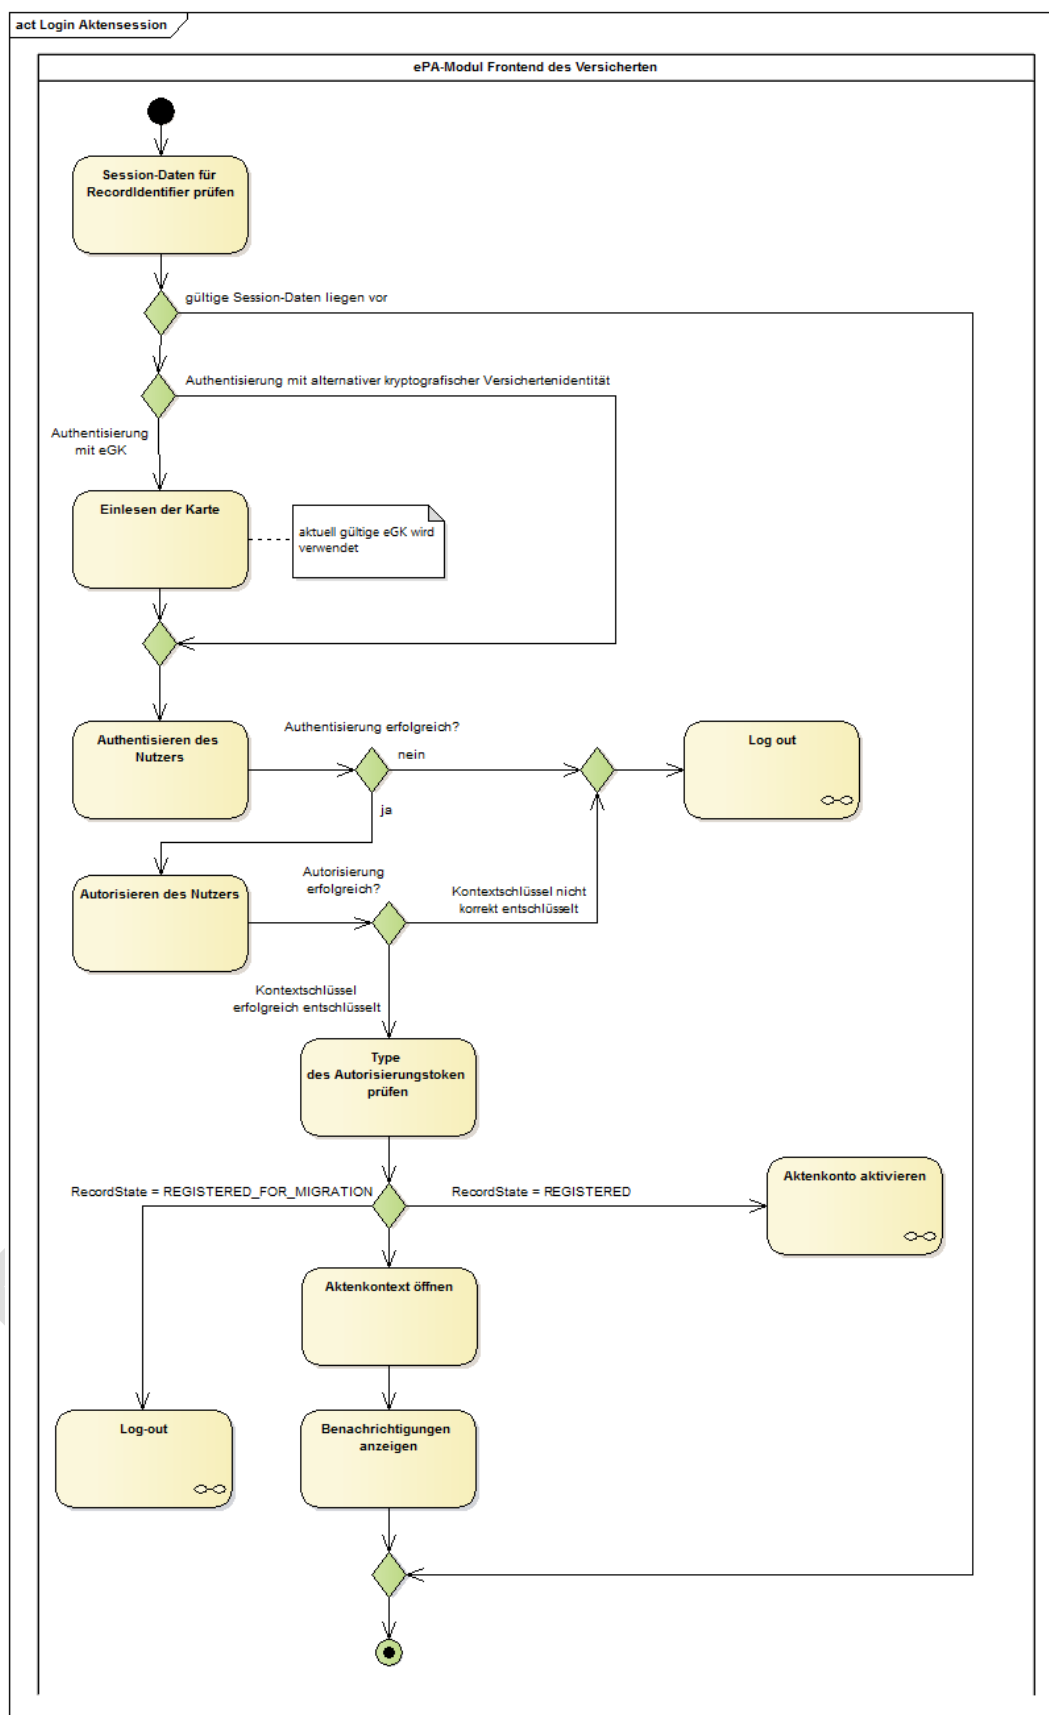 act Login Aktensession
ePA-Modul Frontend des Versicherten
Session-Daten für
RecordIdentifier prüfen
gültige Session-Daten liegen vor
Authentisierung mit alternativer kryptografischer Versichertenidentität
Authentisierung
mit eGK
Einlesen der Karte
aktuell gültige eGK wird
verwendet
Authentisieren des
Nutzers
Authentisierung erfolgreich?
nein
Log out
ja
Autorisieren des Nutzers
Autorisierung
erfolgreich?
Kontextschlüssel nicht
korrekt entschlüsselt
Kontextschlüssel
erfolgreich entschlüsselt
Type
des Autorisierungstoken
prüfen
RecordState = REGISTERED_FOR_MIGRATION
RecordState = REGISTERED
Aktenkonto aktivieren
Aktenkontext öffnen
Log-out
Benachrichtigungen
anzeigen